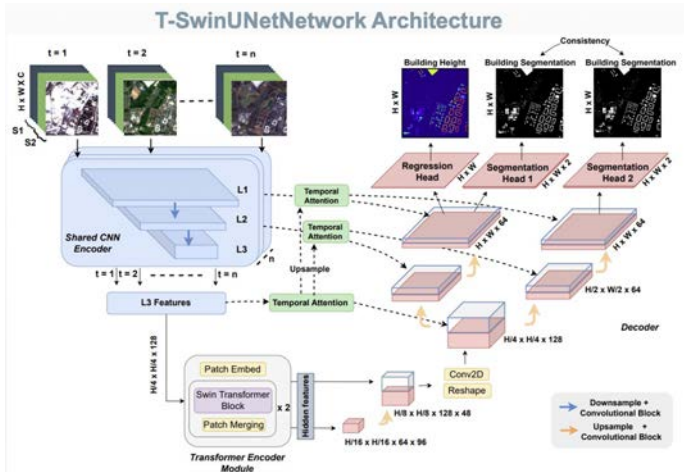 T-SwinUNetNetwork Architecture
t = 1
t = 2
t = n
H x W x C
S1
S2
Consistency
Building Height
Building Segmentation
Building Segmentation
H x W
H x W
H x W
Regression
Head
H x W
Segmentation
Head 1
H x W x 2
Segmentation
Head 2
H x W x 2
L1
L2
L3
Shared CNN
Encoder
n
Temporal
Attention
Temporal
Attention
Upsample
H x W x 64
H x W x 64
t = 1
t = 2
t = n
L3 Features
Temporal Attention
H/2 x W/2 x 64
H/4 x H/4 x 128
Decoder
H/4 x H/4 x 128
Patch Embed
Swin Transformer
Block
Patch Merging
x 2
Transformer Encoder
Module
Hidden features
Conv2D
Reshape
H/8 x H/8 x 128 x 48
H/16 x H/16 x 64 x 96
Downsample +
Convolutional Block
Upsample +
Convolutional Block